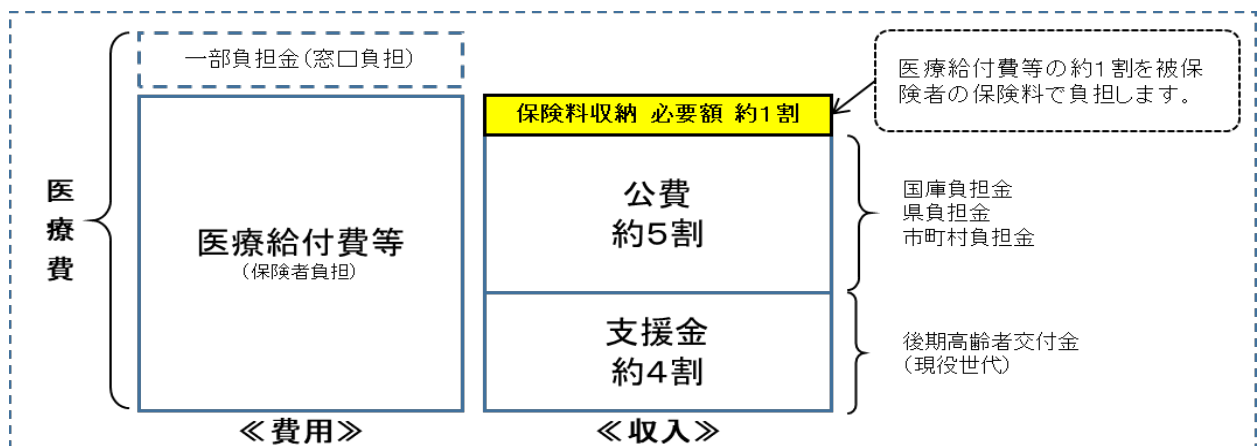 医療費
一部負担金(窓口負担)
医療給付費等
(保険者負担)
≪費用≫
保険料収納 必要額 約1割
公費
約5割
支援金
約4割
≪収入≫
医療給付費等の約1割を被保
険者の保険料で負担します。
国庫負担金
県負担金
市町村負担金
後期高齢者交付金
(現役世代)